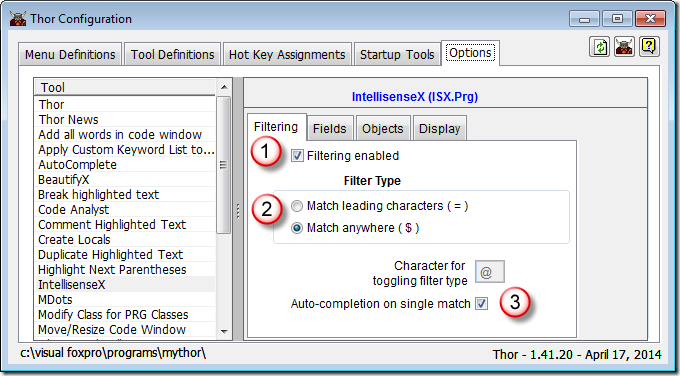 Thor Configuration
Menu Definitions
Tool Definitions
Hot Key Assignments
Startup Tools
Options
Tool
Thor
Thor News
Add all words in code window
Apply Custom Keyword List to...
AutoComplete
BeautifyX
Break highlighted text
Code Analyst
Comment Highlighted Text
Create Locals
Duplicate Highlighted Text
Highlight Next Parentheses
IntellisenseX
MDots
Modify Class for PRG Classes
Move/Resize Code Window
IntellisenseX (ISX.Prg)
Filtering
Fields
Objects
Display
1
Filtering enabled
Filter Type
2
Match leading characters ( = )
Match anywhere ( $ )
Character for
toggling filter type
@
Auto-completion on single match
3
c:\visual foxpro\programs\mythor\
Thor - 1.41.20 - April 17, 2014